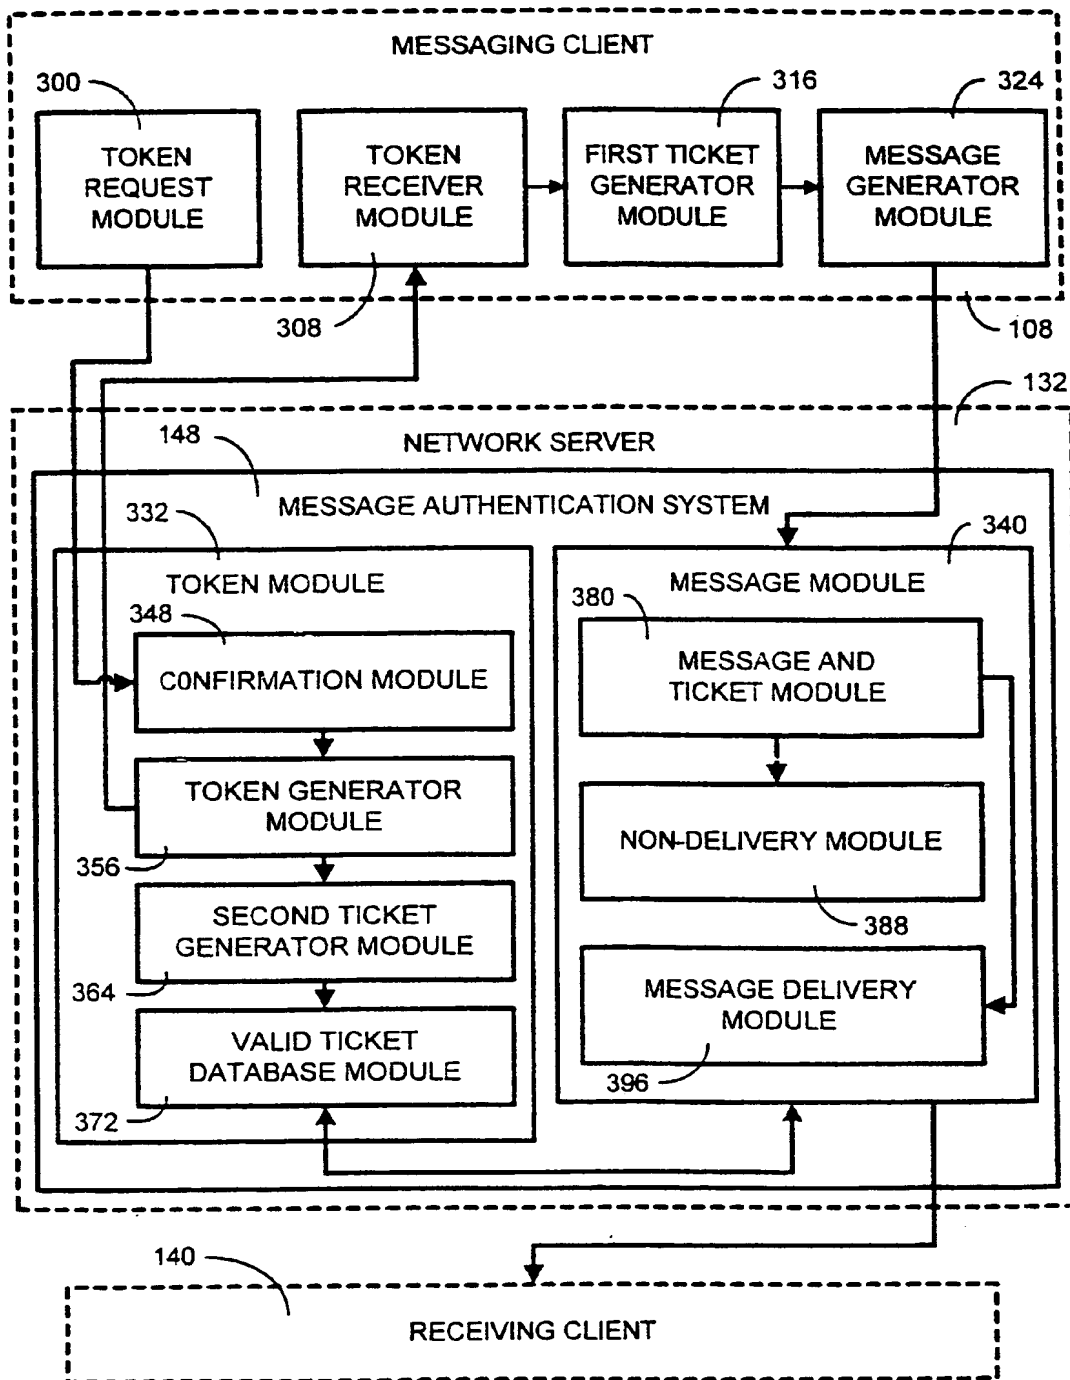 MESSAGING CLIENT
300
316
324
TOKEN
REQUEST
MODULE
TOKEN
RECEIVER
MODULE
FIRST TICKET
GENERATOR
MODULE
MESSAGE
GENERATOR
MODULE
308
108
132
148
NETWORK SERVER
MESSAGE AUTHENTICATION SYSTEM
332
340
TOKEN MODULE
MESSAGE MODULE
348
380
C0NFIRMATION MODULE
MESSAGE AND
TICKET MODULE
TOKEN GENERATOR
MODULE
356
NON-DELIVERY MODULE
388
SECOND TICKET
GENERATOR MODULE
364
MESSAGE DELIVERY
MODULE
396
VALID TICKET
DATABASE MODULE
372
140
RECEIVING CLIENT